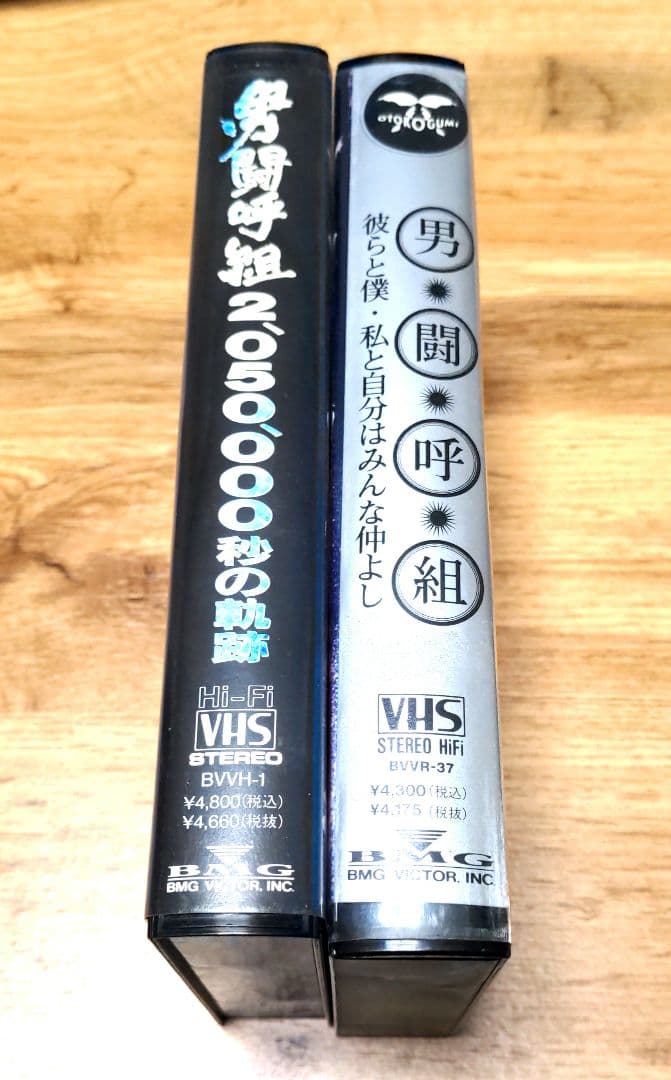 男闘呼組 2,050,000秒の軌跡
Hi-Fi
VHS
STEREO
BVVH-1
¥4,800(税込)
¥4,660(税抜)
BMG
BMG VICTOR, INC.
OTOKOGUMI
男闘呼組
彼らと僕・私と自分はみんな仲よし
VHS
STEREO HiFi
BVVR-37
¥4,300(税込)
¥4,175(税抜)
BMG
BMG VICTOR, INC.